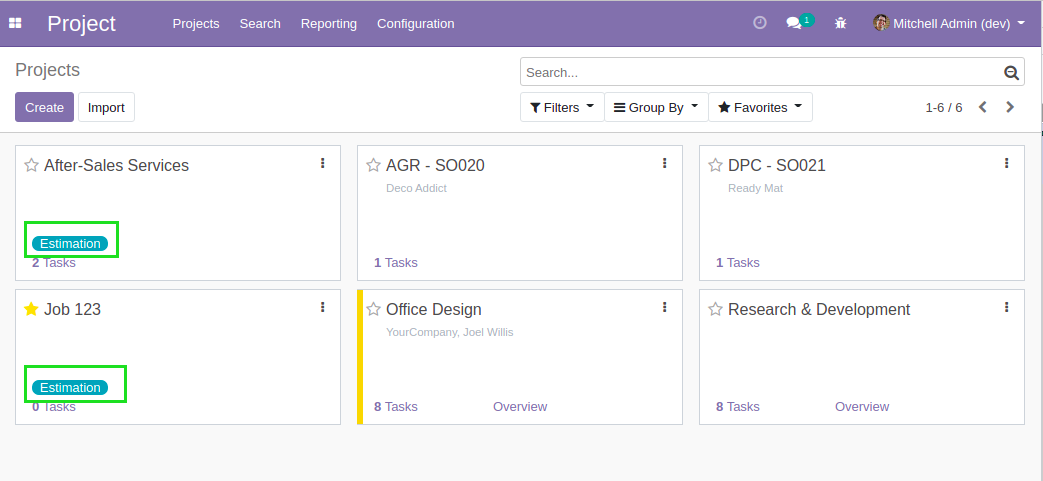 Project Projects Search Reporting Configuration 1 Mitchell Admin (dev)
Projects
Search...
Create Import Filters Group By Favorites 1-6 / 6
After-Sales Services
Estimation
2 Tasks
AGR - SO020
Deco Addict
1 Tasks
DPC - SO021
Ready Mat
1 Tasks
Job 123
Estimation
0 Tasks
Office Design
YourCompany, Joel Willis
8 Tasks Overview
Research & Development
8 Tasks Overview